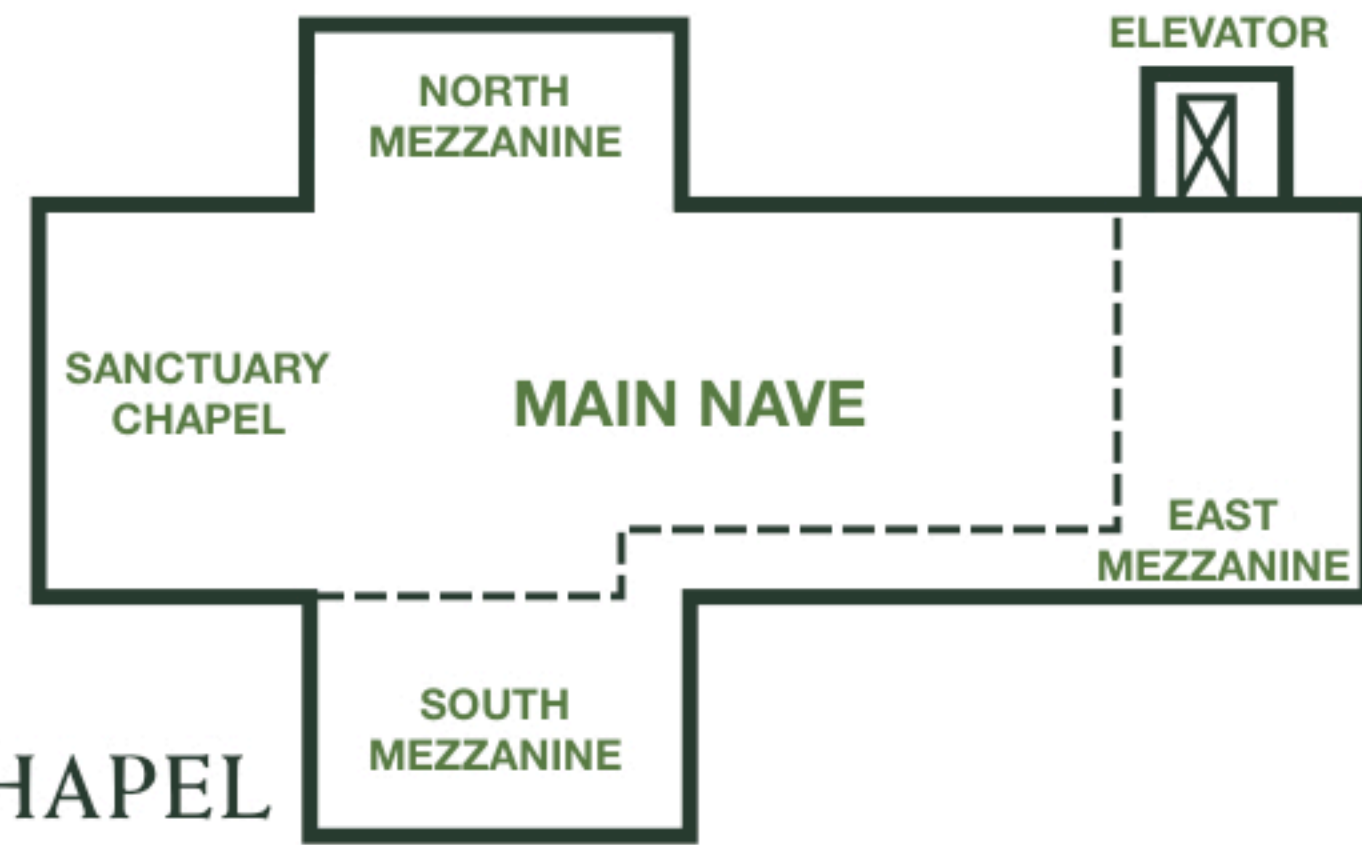 ELEVATOR
NORTH
MEZZANINE
SANCTUARY
CHAPEL
MAIN NAVE
EAST
MEZZANINE
SOUTH
MEZZANINE
HAPEL